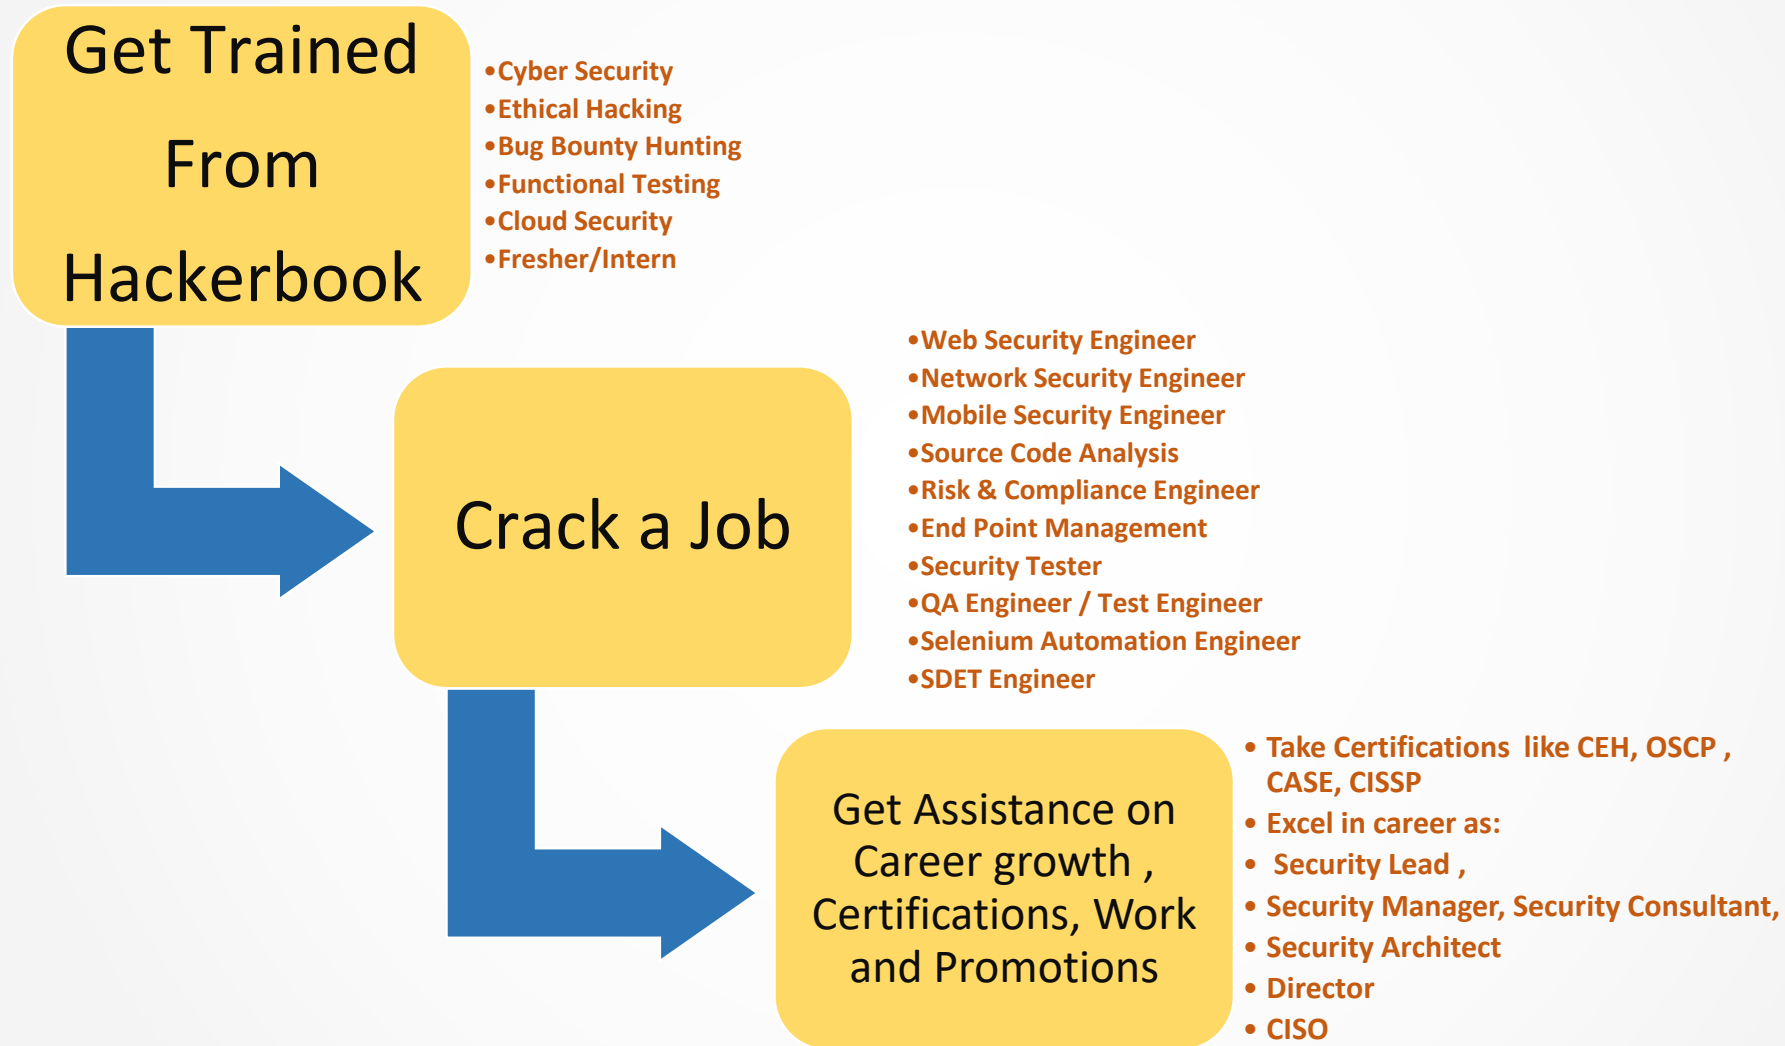 Get Trained
From
Hackerbook
•Cyber Security
•Ethical Hacking
•Bug Bounty Hunting
•Functional Testing
•Cloud Security
•Fresher/Intern
Crack a Job
•Web Security Engineer
•Network Security Engineer
•Mobile Security Engineer
•Source Code Analysis
•Risk & Compliance Engineer
•End Point Management
•Security Tester
•QA Engineer / Test Engineer
•Selenium Automation Engineer
•SDET Engineer
Get Assistance on
Career growth ,
Certifications, Work
and Promotions
• Take Certifications  like CEH, OSCP ,
CASE, CISSP
• Excel in career as:
•  Security Lead ,
• Security Manager, Security Consultant,
• Security Architect
• Director
• CISO